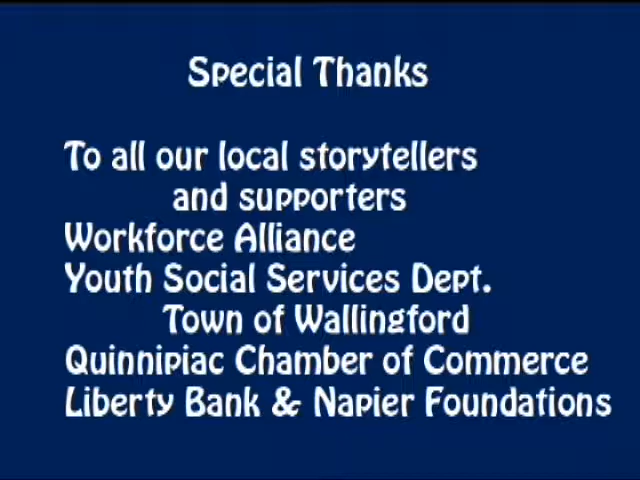 Special Thanks
To all our local storytellers
and supporters
Workforce Alliance
Youth Social Services Dept.
Town of Wallingford
Quinnipiac Chamber of Commerce
Liberty Bank & Napier Foundations